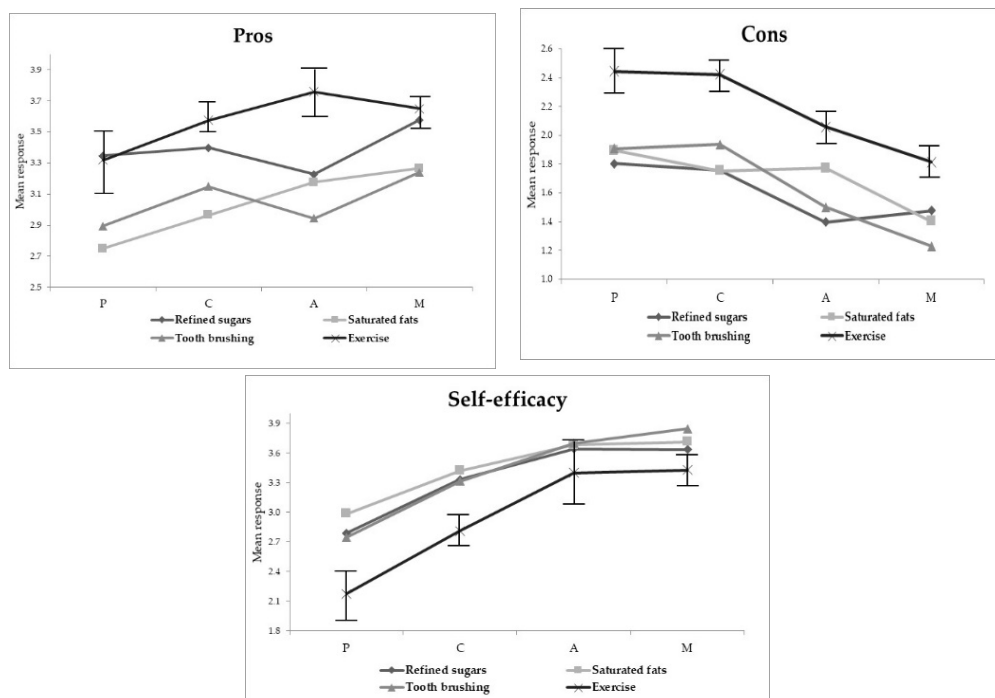 Pros
Mean response
3.9
3.7
3.5
3.3
3.1
2.9
2.7
2.5
P C A M
Refined sugars Saturated fats
Tooth brushing Exercise
Cons
Mean response
2.6
2.4
2.2
2.0
1.8
1.6
1.4
1.2
1.0
P C A M
Refined sugars Saturated fats
Tooth brushing Exercise
Self-efficacy
Mean response
3.9
3.6
3.3
3.0
2.7
2.4
2.1
1.8
P C A M
Refined sugars Saturated fats
Tooth brushing Exercise